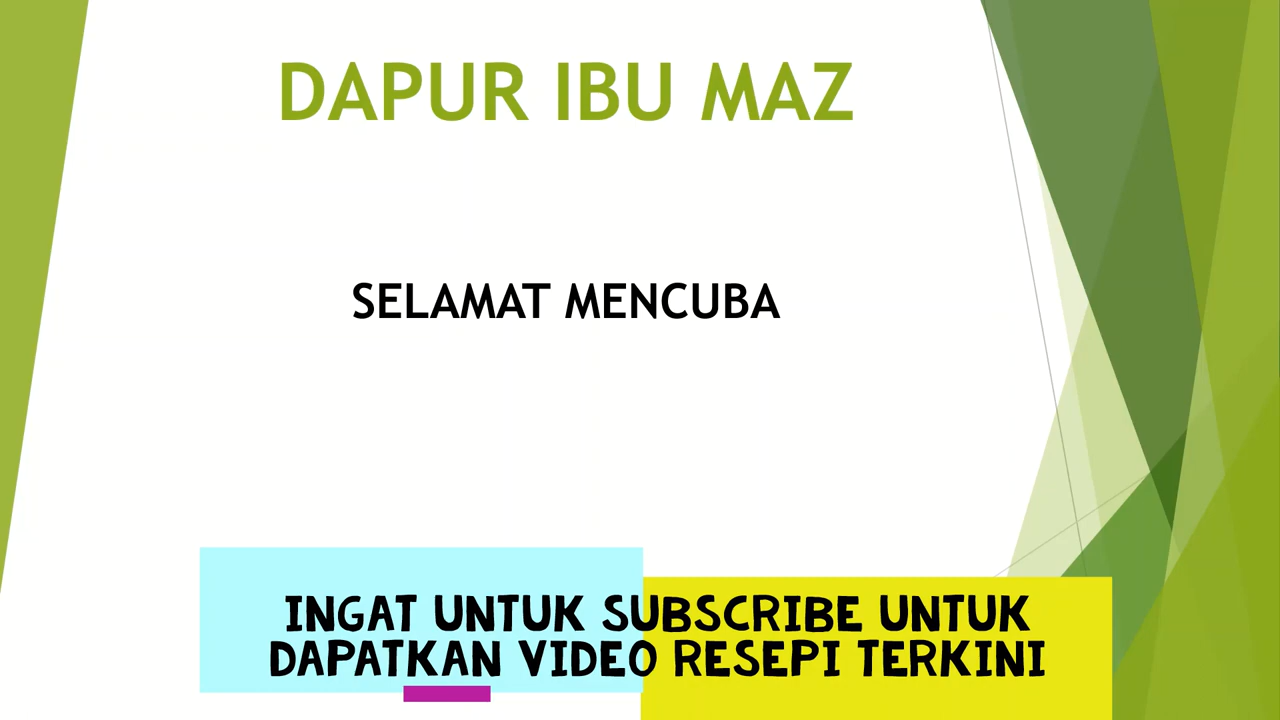 DAPUR IBU MAZ
SELAMAT MENCUBA
INGAT UNTUK SUBSCRIBE UNTUK
DAPATKAN VIDEO RESEPI TERKINI